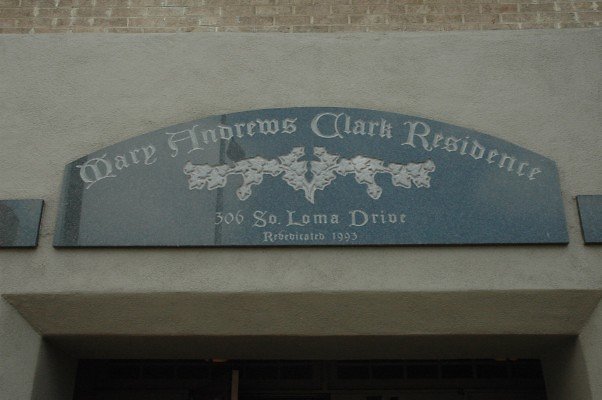 Mary Andrews Clark Residence
306 So. Loma Drive
Rededicated 1993